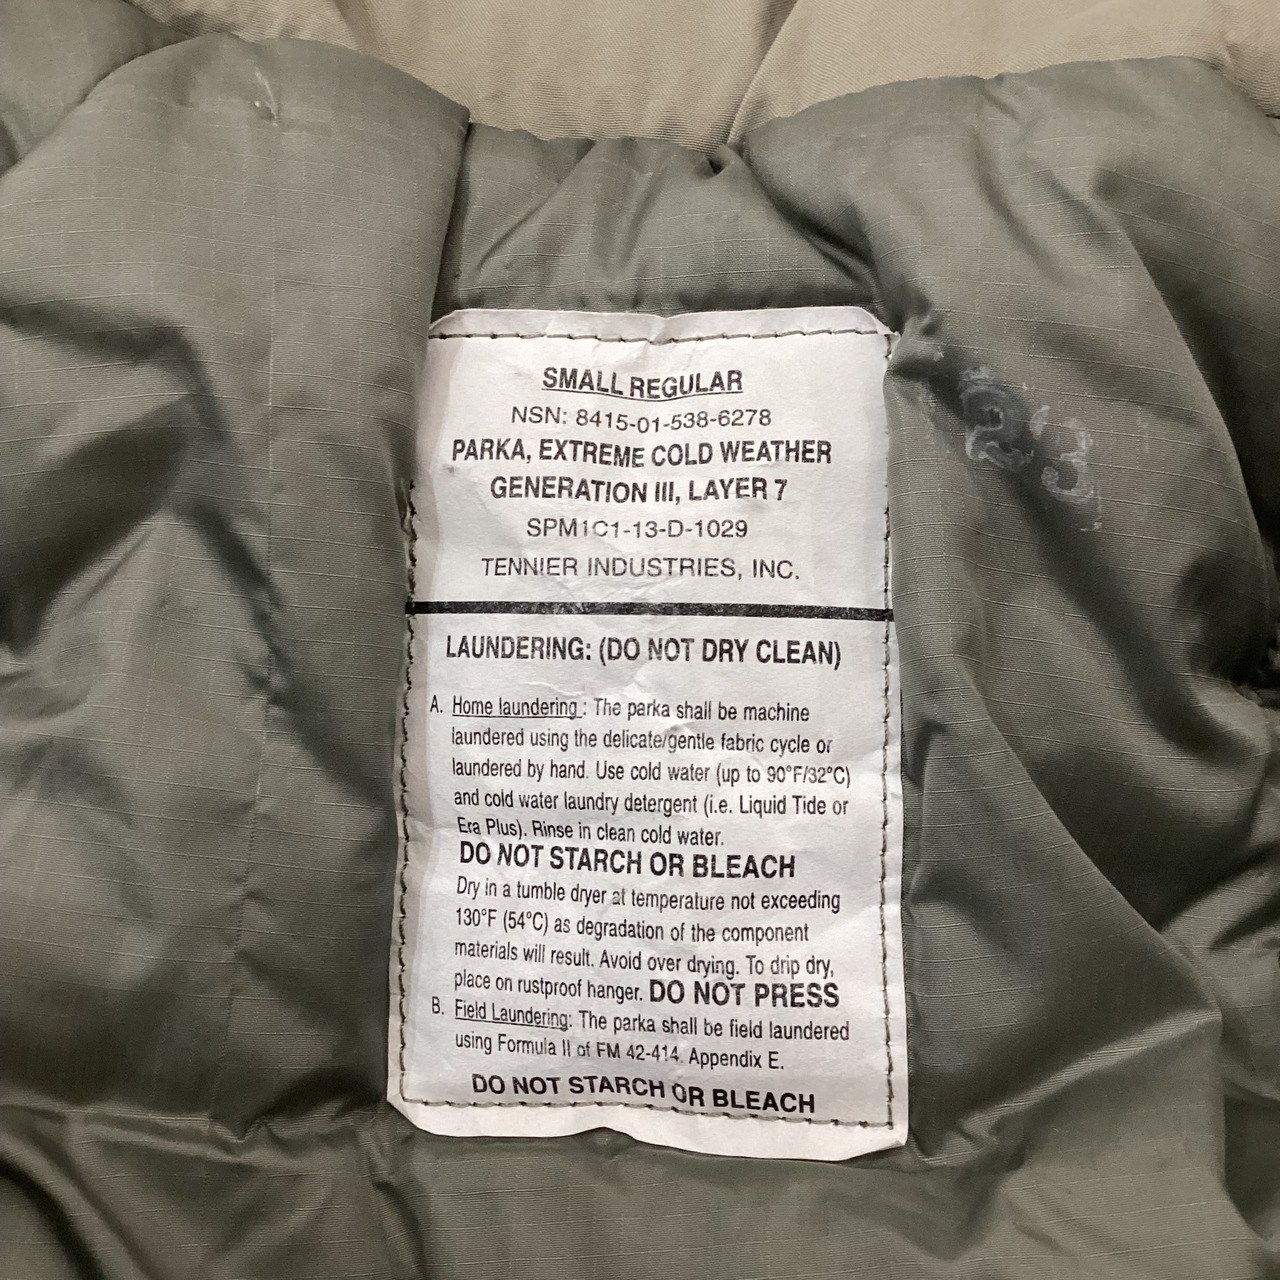 SMALL REGULAR
NSN: 8415-01-538-6278
PARKA, EXTREME COLD WEATHER
GENERATION III, LAYER 7
SPM1C1-13-D-1029
TENNIER INDUSTRIES, INC.
LAUNDERING: (DO NOT DRY CLEAN)
A. Home laundering : The parka shall be machine
laundered using the delicate/gentle fabric cycle or
laundered by hand. Use cold water (up to 90°F/32°C)
and cold water laundry detergent (i.e. Liquid Tide or
Era Plus). Rinse in clean cold water.
DO NOT STARCH OR BLEACH
Dry in a tumble dryer at temperature not exceeding
130°F (54°C) as degradation of the component
materials will result. Avoid over drying. To drip dry,
place on rustproof hanger. DO NOT PRESS
B. Field Laundering: The parka shall be field laundered
using Formula II of FM 42-414. Appendix E.
DO NOT STARCH OR BLEACH
23